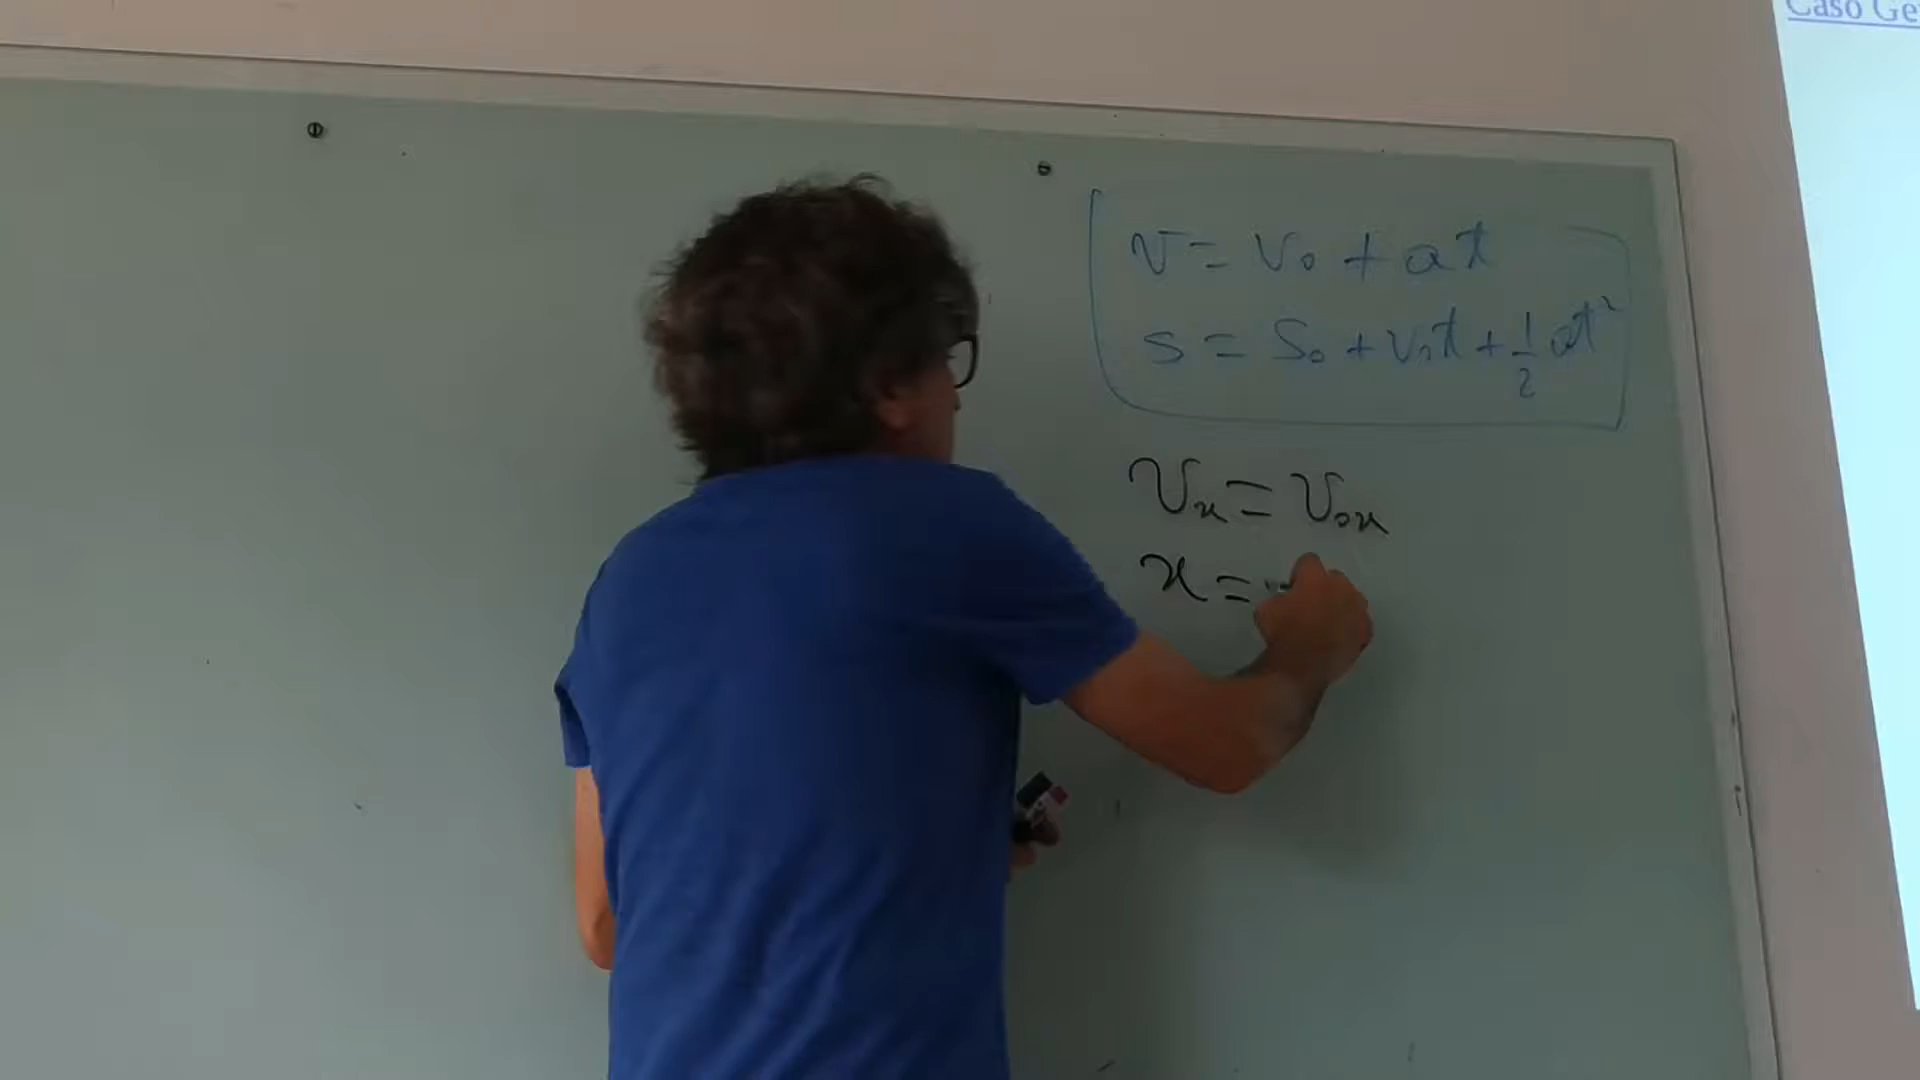 Caso Ge
v = v₀ + at
s = s₀ + v₀t + ½at²
vₓ = v₀ₓ
x =